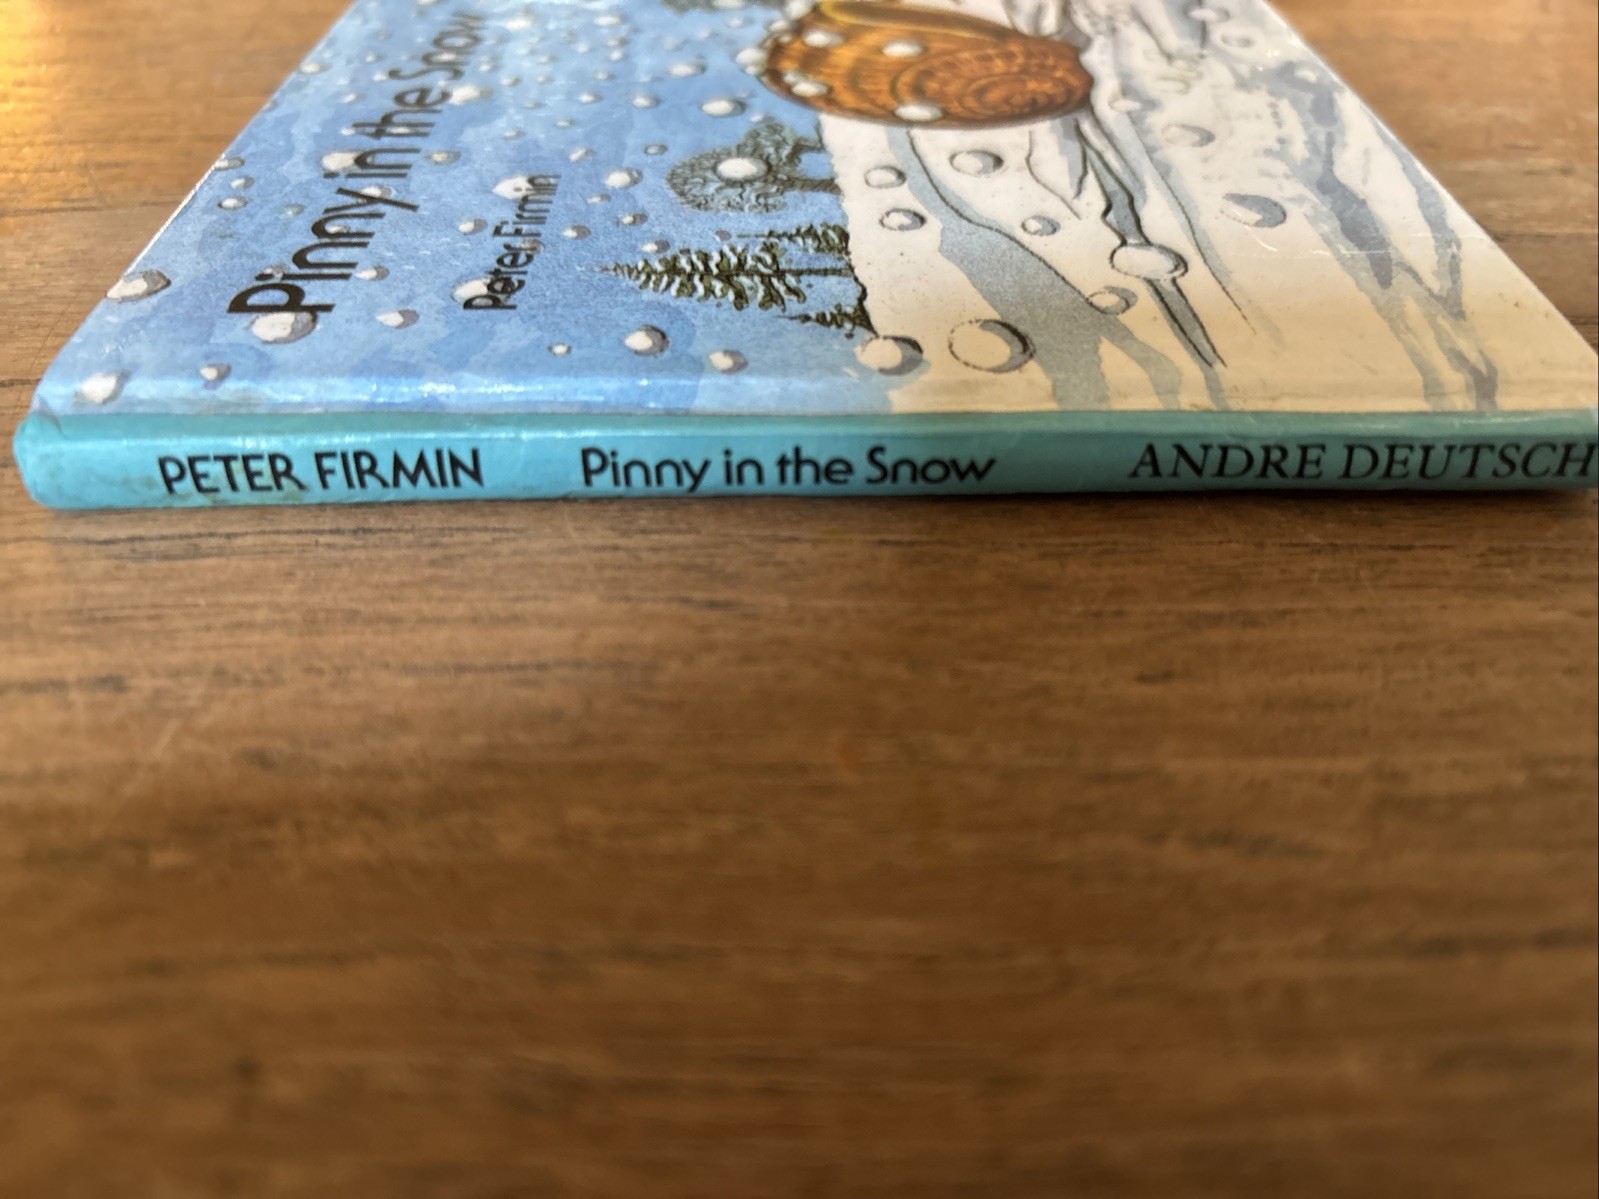 Pinny in the Snow
Peter Firmin
PETER FIRMIN Pinny in the Snow ANDRE DEUTSCH